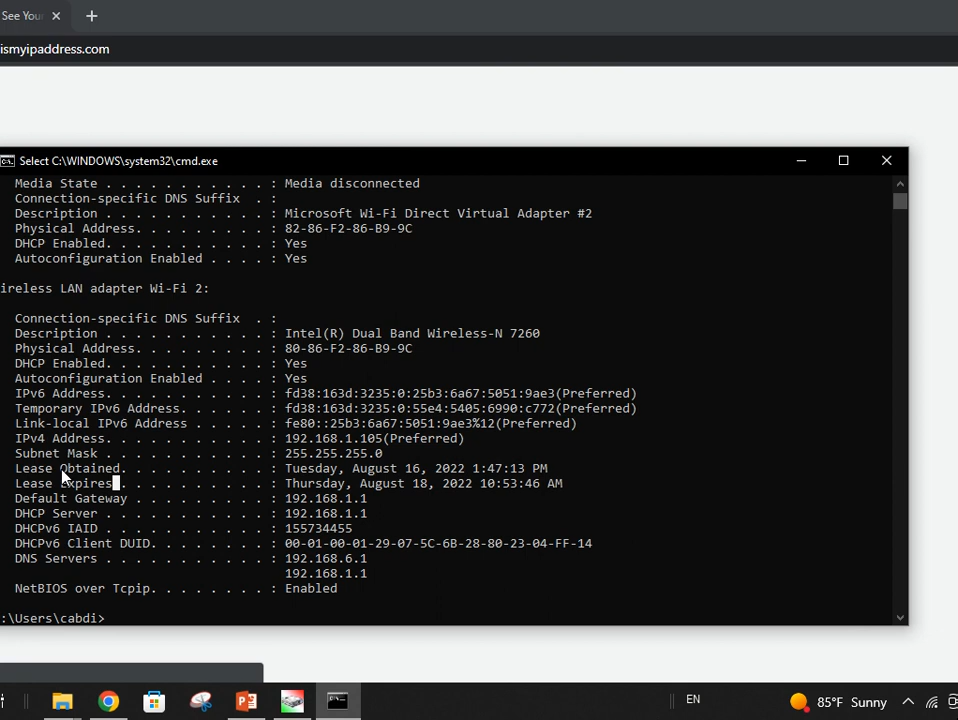 See You
ismyipaddress.com
Select C:\WINDOWS\system32\cmd.exe
Media State . . . . . . . . . . . : Media disconnected
Connection-specific DNS Suffix . :
Description . . . . . . . . . . . : Microsoft Wi-Fi Direct Virtual Adapter #2
Physical Address. . . . . . . . . : 82-86-F2-86-B9-9C
DHCP Enabled. . . . . . . . . . . : Yes
Autoconfiguration Enabled . . . . : Yes
ireless LAN adapter Wi-Fi 2:
Connection-specific DNS Suffix . :
Description . . . . . . . . . . . : Intel(R) Dual Band Wireless-N 7260
Physical Address. . . . . . . . . : 80-86-F2-86-B9-9C
DHCP Enabled. . . . . . . . . . . : Yes
Autoconfiguration Enabled . . . . : Yes
IPv6 Address. . . . . . . . . . . : fd38:163d:3235:0:25b3:6a67:5051:9ae3(Preferred)
Temporary IPv6 Address. . . . . . : fd38:163d:3235:0:55e4:5405:6990:c772(Preferred)
Link-local IPv6 Address . . . . . : fe80::25b3:6a67:5051:9ae3%12(Preferred)
IPv4 Address. . . . . . . . . . . : 192.168.1.105(Preferred)
Subnet Mask . . . . . . . . . . . : 255.255.255.0
Lease Obtained. . . . . . . . . . : Tuesday, August 16, 2022 1:47:13 PM
Lease Expires . . . . . . . . . . : Thursday, August 18, 2022 10:53:46 AM
Default Gateway . . . . . . . . . : 192.168.1.1
DHCP Server . . . . . . . . . . . : 192.168.1.1
DHCPv6 IAID . . . . . . . . . . . : 155734455
DHCPv6 Client DUID. . . . . . . . : 00-01-00-01-29-07-5C-6B-28-80-23-04-FF-14
DNS Servers . . . . . . . . . . . : 192.168.6.1
192.168.1.1
NetBIOS over Tcpip. . . . . . . . : Enabled
:\Users\cabdi>
EN
85°F Sunny